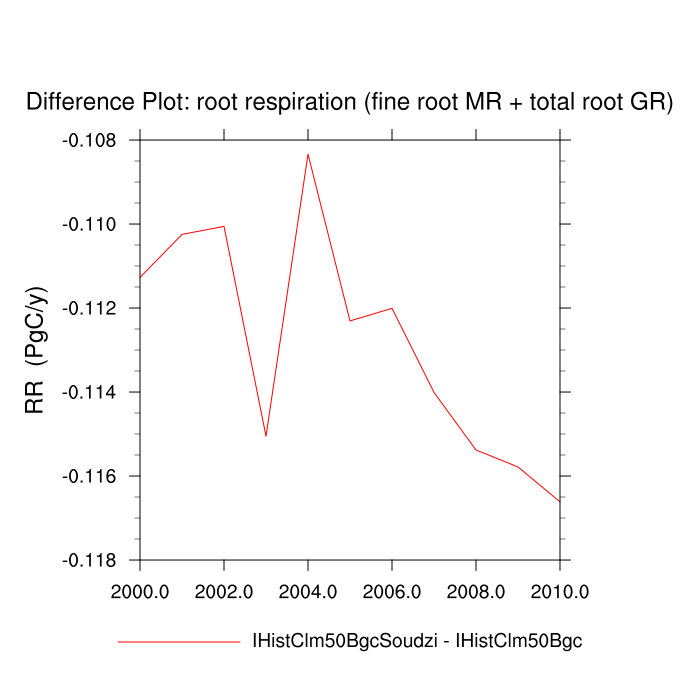 Difference Plot: root respiration (fine root MR + total root GR)
-0.108
-0.110
-0.112
-0.114
-0.116
-0.118
RR (PgC/y)
2000.0 2002.0 2004.0 2006.0 2008.0 2010.0
IHistClm50BgcSoudzi - IHistClm50Bgc